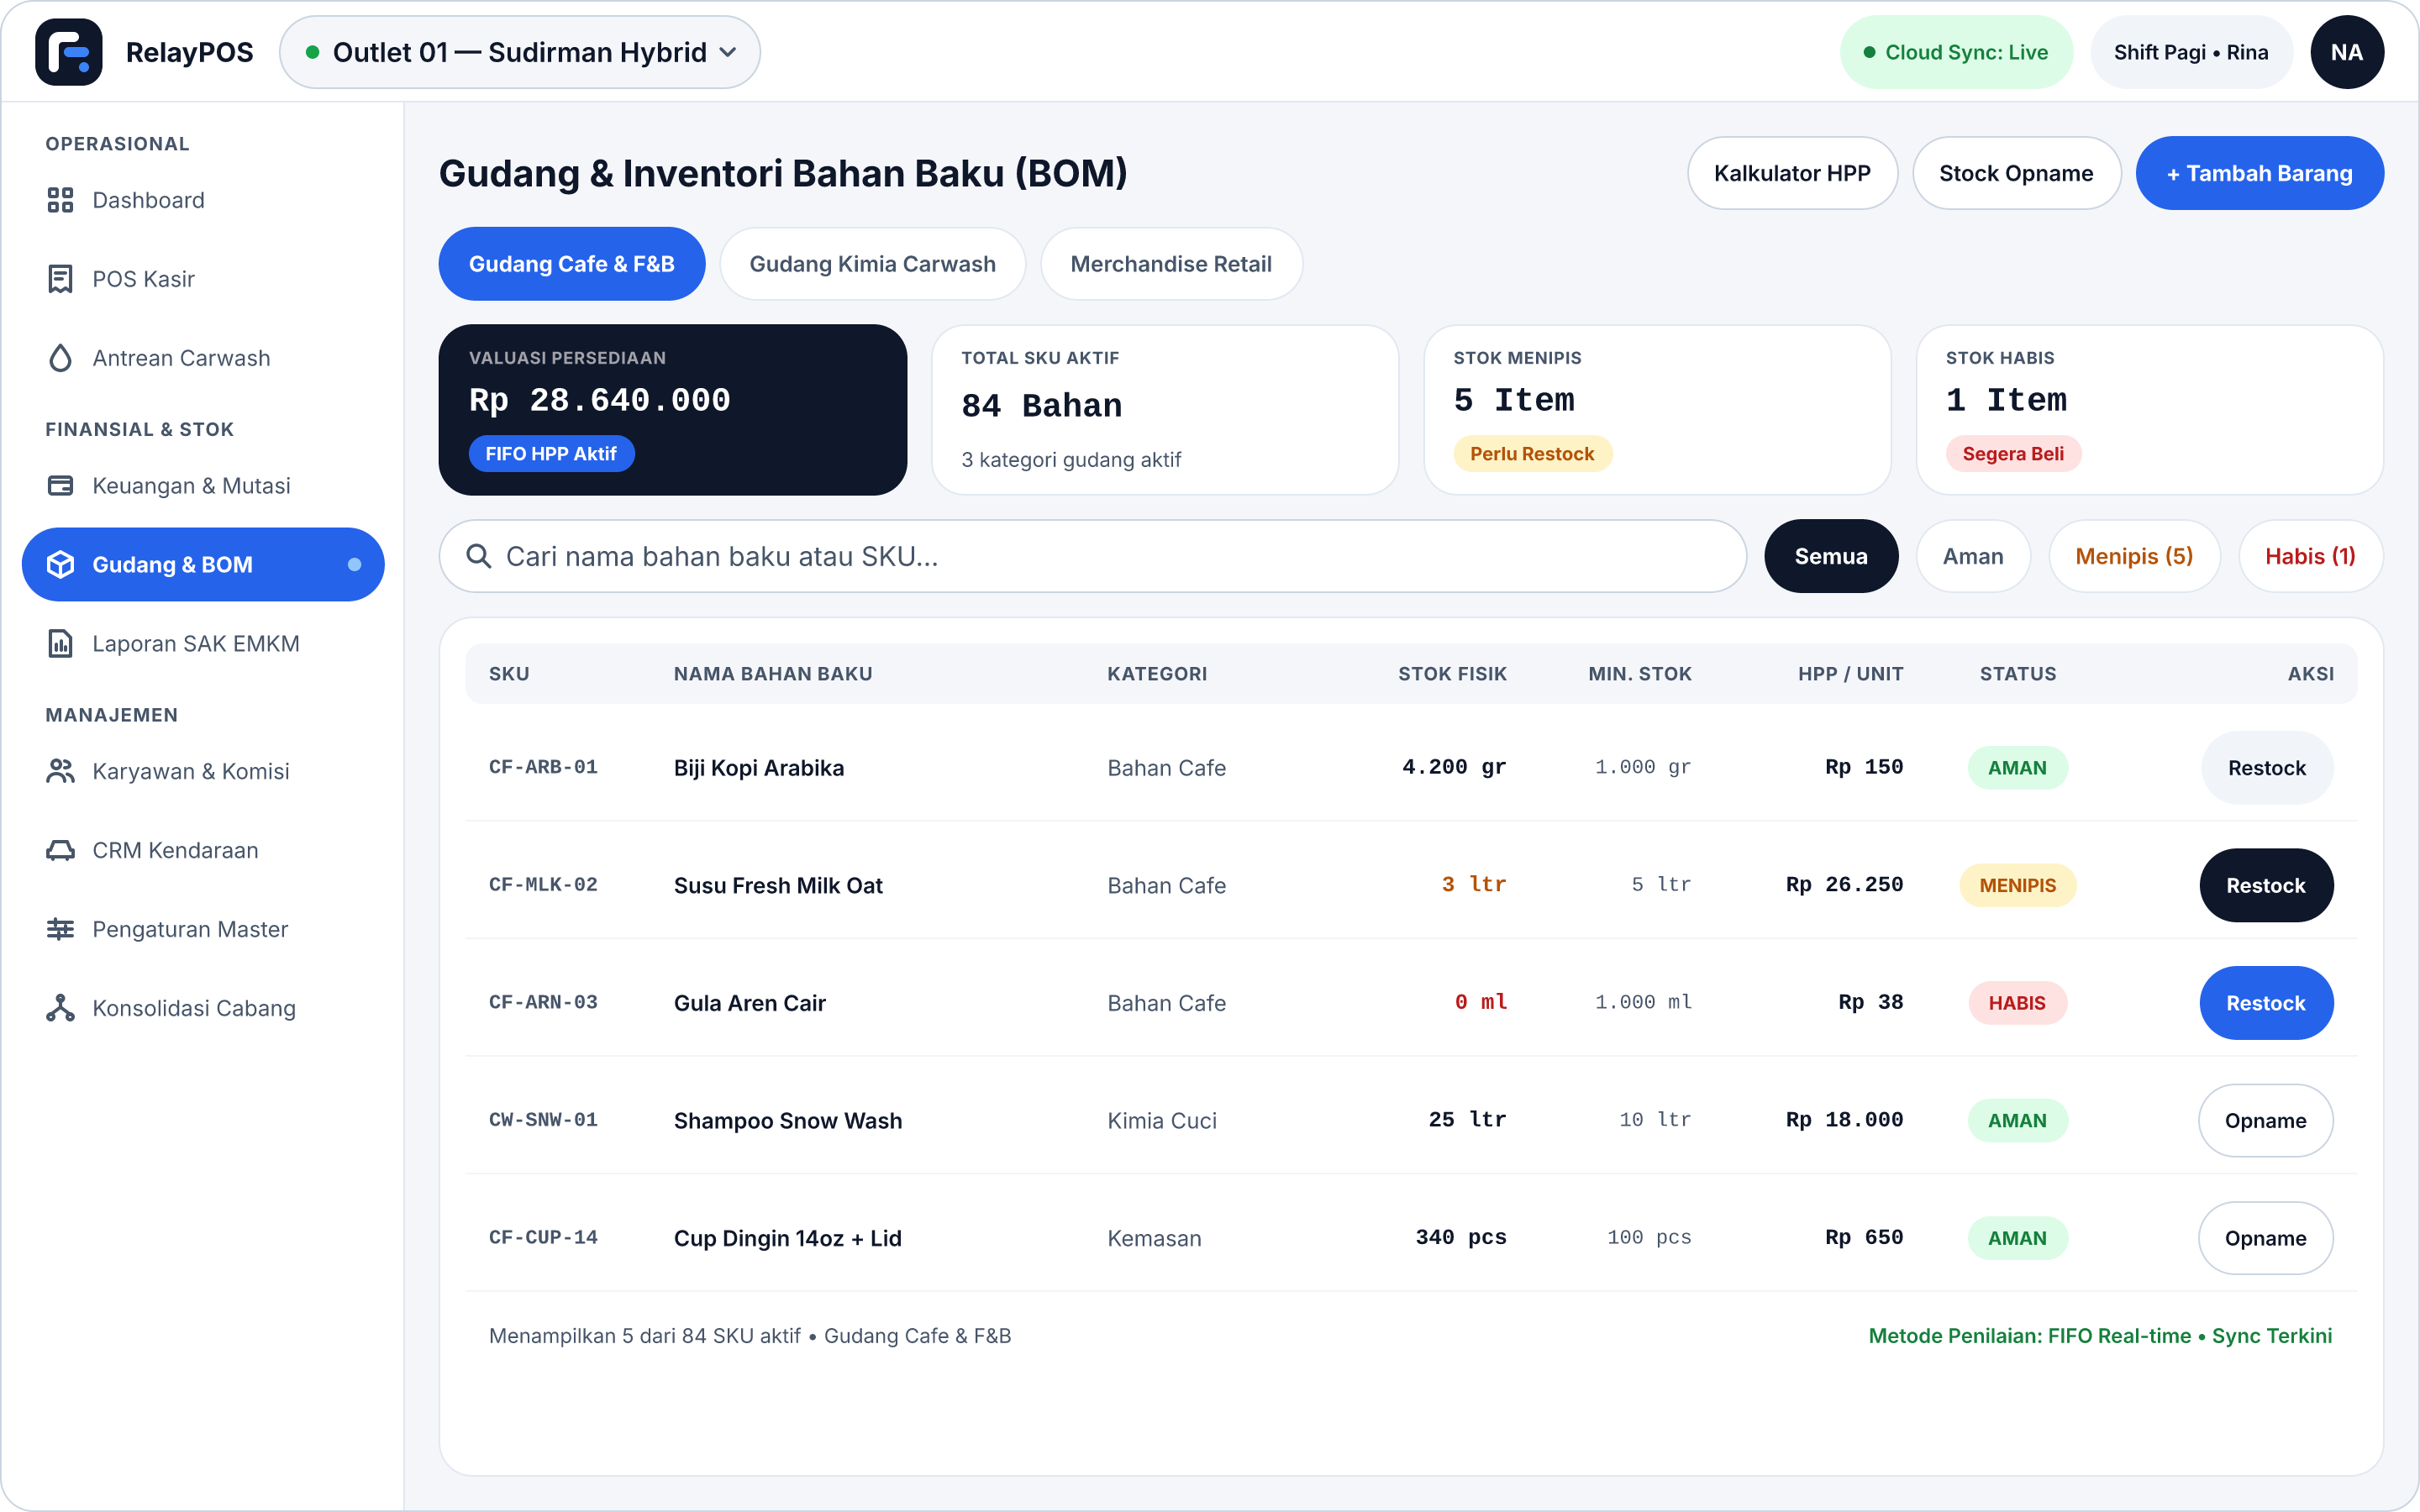 RelayPOS
Outlet 01 — Sudirman Hybrid
Cloud Sync: Live
Shift Pagi • Rina
NA
OPERASIONAL
Dashboard
POS Kasir
Antrean Carwash
FINANSIAL & STOK
Keuangan & Mutasi
Gudang & BOM
Laporan SAK EMKM
MANAJEMEN
Karyawan & Komisi
CRM Kendaraan
Pengaturan Master
Konsolidasi Cabang
Gudang & Inventori Bahan Baku (BOM)
Kalkulator HPP
Stock Opname
+ Tambah Barang
Gudang Cafe & F&B
Gudang Kimia Carwash
Merchandise Retail
VALUASI PERSEDIAAN
Rp 28.640.000
FIFO HPP Aktif
TOTAL SKU AKTIF
84 Bahan
3 kategori gudang aktif
STOK MENIPIS
5 Item
Perlu Restock
STOK HABIS
1 Item
Segera Beli
Cari nama bahan baku atau SKU...
Semua
Aman
Menipis (5)
Habis (1)
SKU NAMA BAHAN BAKU KATEGORI STOK FISIK MIN. STOK HPP / UNIT STATUS AKSI
CF-ARB-01 Biji Kopi Arabika Bahan Cafe 4.200 gr 1.000 gr Rp 150 AMAN Restock
CF-MLK-02 Susu Fresh Milk Oat Bahan Cafe 3 ltr 5 ltr Rp 26.250 MENIPIS Restock
CF-ARN-03 Gula Aren Cair Bahan Cafe 0 ml 1.000 ml Rp 38 HABIS Restock
CW-SNW-01 Shampoo Snow Wash Kimia Cuci 25 ltr 10 ltr Rp 18.000 AMAN Opname
CF-CUP-14 Cup Dingin 14oz + Lid Kemasan 340 pcs 100 pcs Rp 650 AMAN Opname
Menampilkan 5 dari 84 SKU aktif • Gudang Cafe & F&B
Metode Penilaian: FIFO Real-time • Sync Terkini